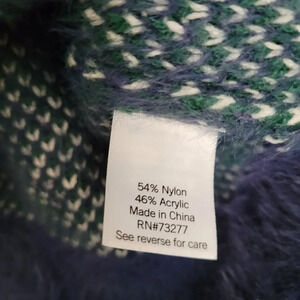 54% Nylon
46% Acrylic
Made in China
RN#73277
See reverse for care